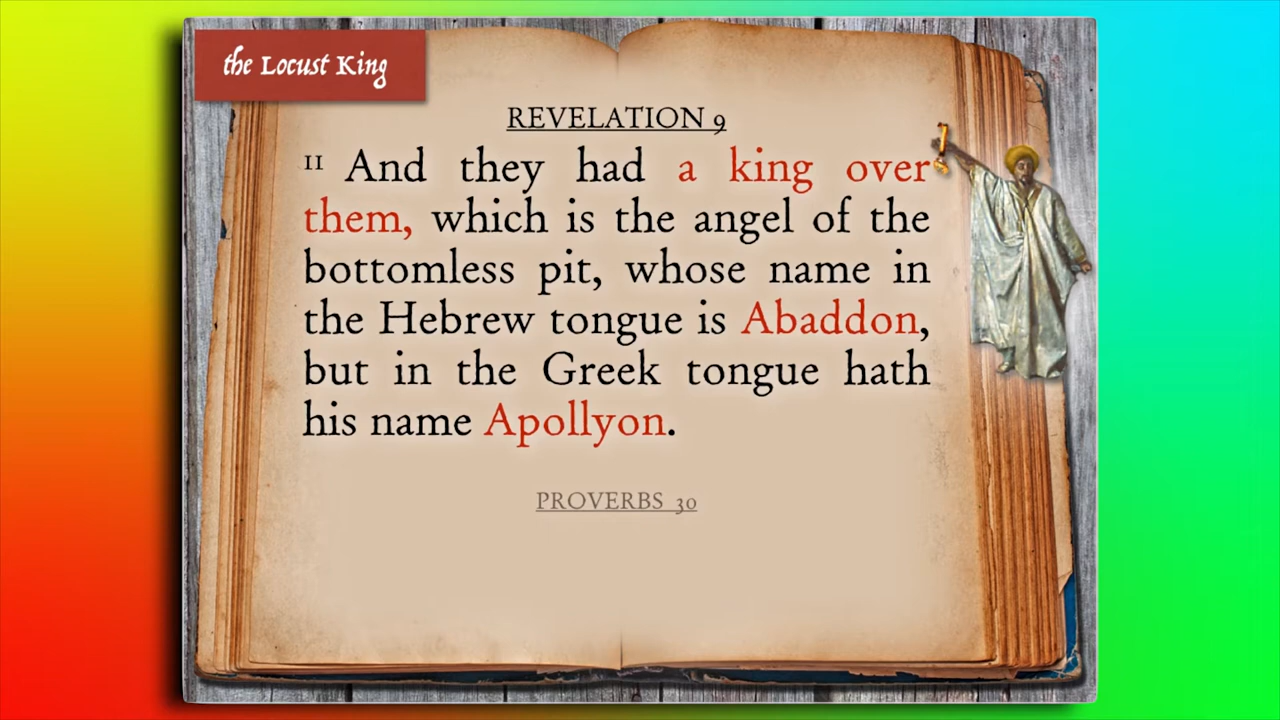 the Locust King
REVELATION 9
11 And they had a king over
them, which is the angel of the
bottomless pit, whose name in
the Hebrew tongue is Abaddon,
but in the Greek tongue hath
his name Apollyon.
PROVERBS 30